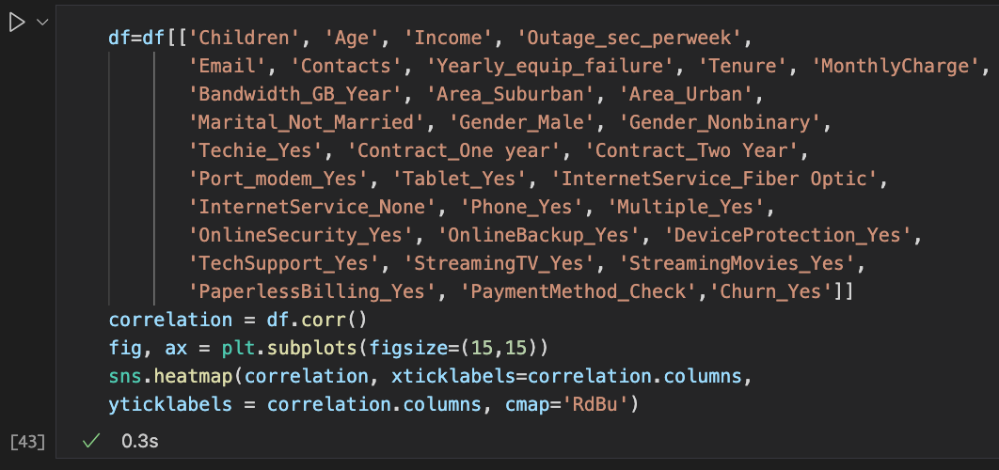 df=df[['Children', 'Age', 'Income', 'Outage_sec_perweek',
'Email', 'Contacts', 'Yearly_equip_failure', 'Tenure', 'MonthlyCharge',
'Bandwidth_GB_Year', 'Area_Suburban', 'Area_Urban',
'Marital_Not_Married', 'Gender_Male', 'Gender_Nonbinary',
'Techie_Yes', 'Contract_One year', 'Contract_Two Year',
'Port_modem_Yes', 'Tablet_Yes', 'InternetService_Fiber Optic',
'InternetService_None', 'Phone_Yes', 'Multiple_Yes',
'OnlineSecurity_Yes', 'OnlineBackup_Yes', 'DeviceProtection_Yes',
'TechSupport_Yes', 'StreamingTV_Yes', 'StreamingMovies_Yes',
'PaperlessBilling_Yes', 'PaymentMethod_Check','Churn_Yes']]
correlation = df.corr()
fig, ax = plt.subplots(figsize=(15,15))
sns.heatmap(correlation, xticklabels=correlation.columns,
yticklabels = correlation.columns, cmap='RdBu')
[43] 0.3s